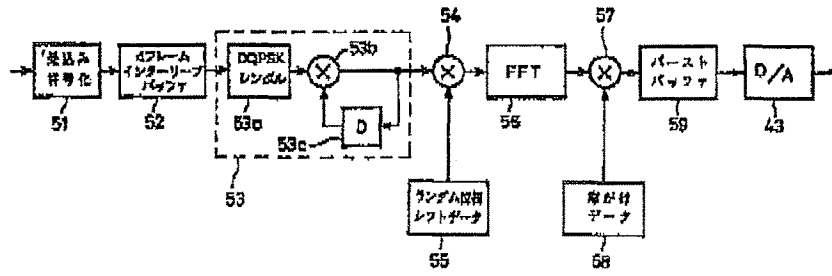 畳込み
符号化
51
4フレーム
インターリーブ
バッファ
52
DQPSK
シンボル
53a
53b
D
53c
53
54
ランダム位相
シフトデータ
55
FFT
56
57
窓がけ
データ
58
バースト
バッファ
59
D/A
43